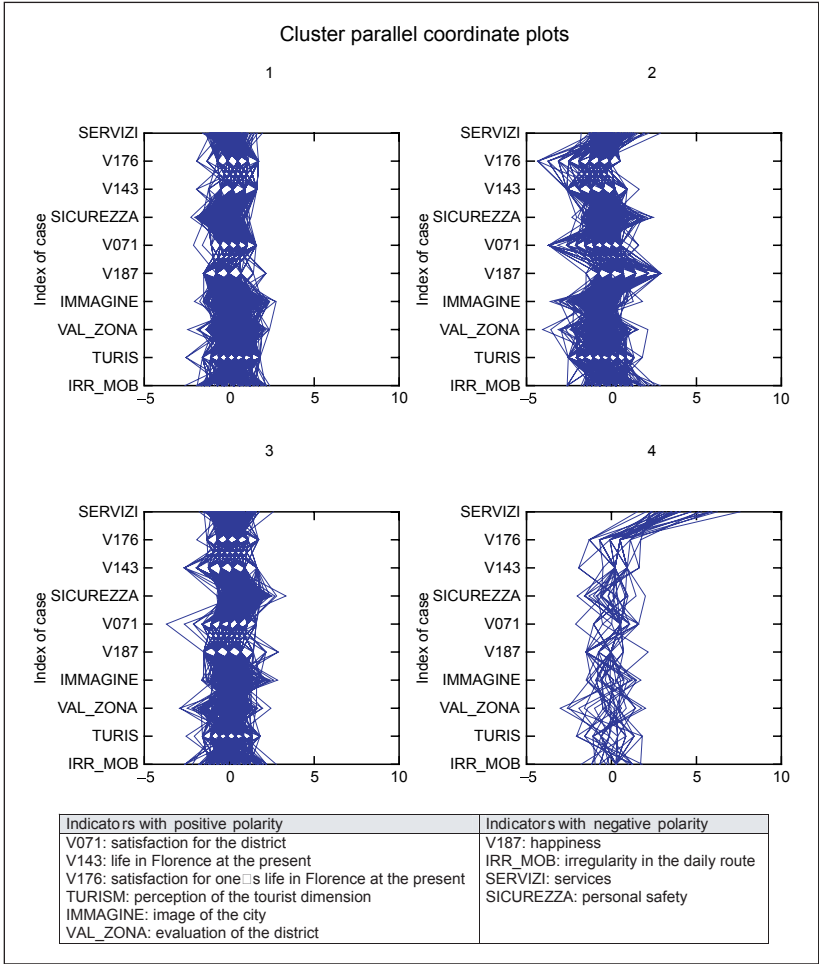 Cluster parallel coordinate plots
1
SERVIZI
V176
V143
SICUREZZA
V071
V187
IMMAGINE
VAL_ZONA
TURIS
IRR_MOB
Index of case
–5 0 5 10
2
SERVIZI
V176
V143
SICUREZZA
V071
V187
IMMAGINE
VAL_ZONA
TURIS
IRR_MOB
Index of case
–5 0 5 10
3
SERVIZI
V176
V143
SICUREZZA
V071
V187
IMMAGINE
VAL_ZONA
TURIS
IRR_MOB
Index of case
–5 0 5 10
4
SERVIZI
V176
V143
SICUREZZA
V071
V187
IMMAGINE
VAL_ZONA
TURIS
IRR_MOB
Index of case
–5 0 5 10
Indicators with positive polarity
V071: satisfaction for the district
V143: life in Florence at the present
V176: satisfaction for one□s life in Florence at the present
TURISM: perception of the tourist dimension
IMMAGINE: image of the city
VAL_ZONA: evaluation of the district
Indicators with negative polarity
V187: happiness
IRR_MOB: irregularity in the daily route
SERVIZI: services
SICUREZZA: personal safety